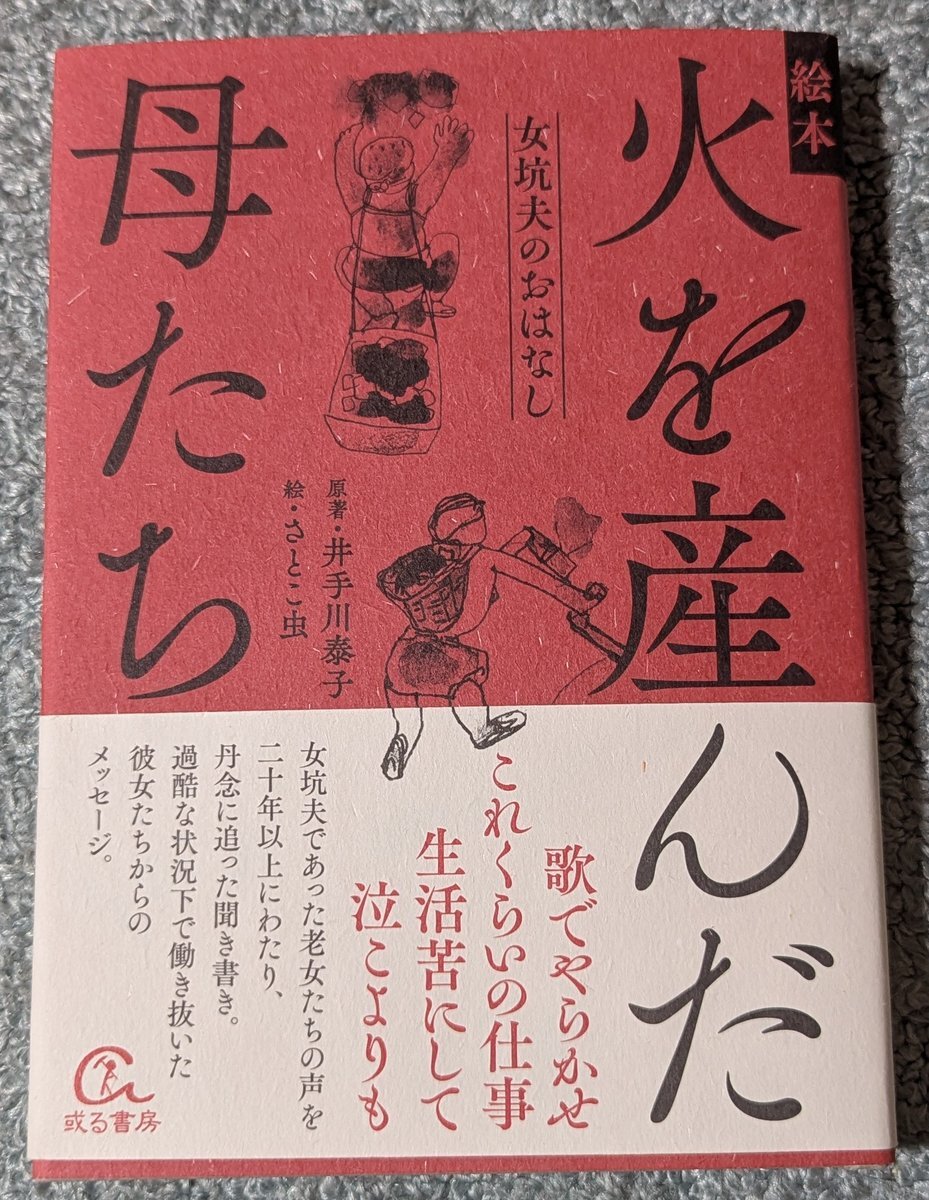 絵本
火を産んだ
母たち
女坑夫のおはなし
原著・井手川泰子
絵・さとこ虫
歌でやらかせ
これくらいの仕事
生活苦にして
泣こよりも
女坑夫であった老女たちの声を
二十年以上にわたり、
丹念に追った聞き書き。
過酷な状況下で働き抜いた
彼女たちからの
メッセージ。
或る書房